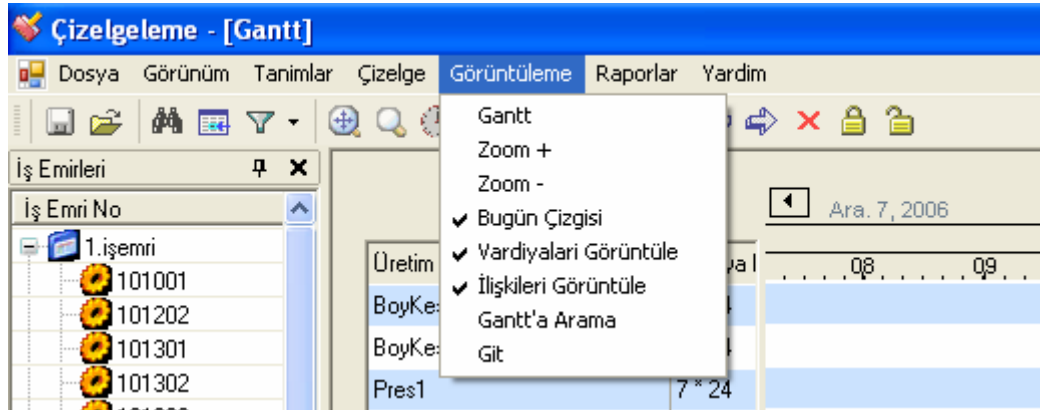 Çizelgeleme - [Gantt]
Dosya Görünüm Tanimlar Çizelge Görüntüleme Raporlar Yardim
Gantt
Zoom +
Zoom -
Bugün Çizgisi
Vardiyalari Görüntüle
İlişkileri Görüntüle
Gantt'a Arama
Git
İş Emirleri
İş Emri No
1.işemri
101001
101201
101301
101302
Ara. 7, 2006
Üretim
08 09
BoyKe
BoyKe
Pres1 7 * 24